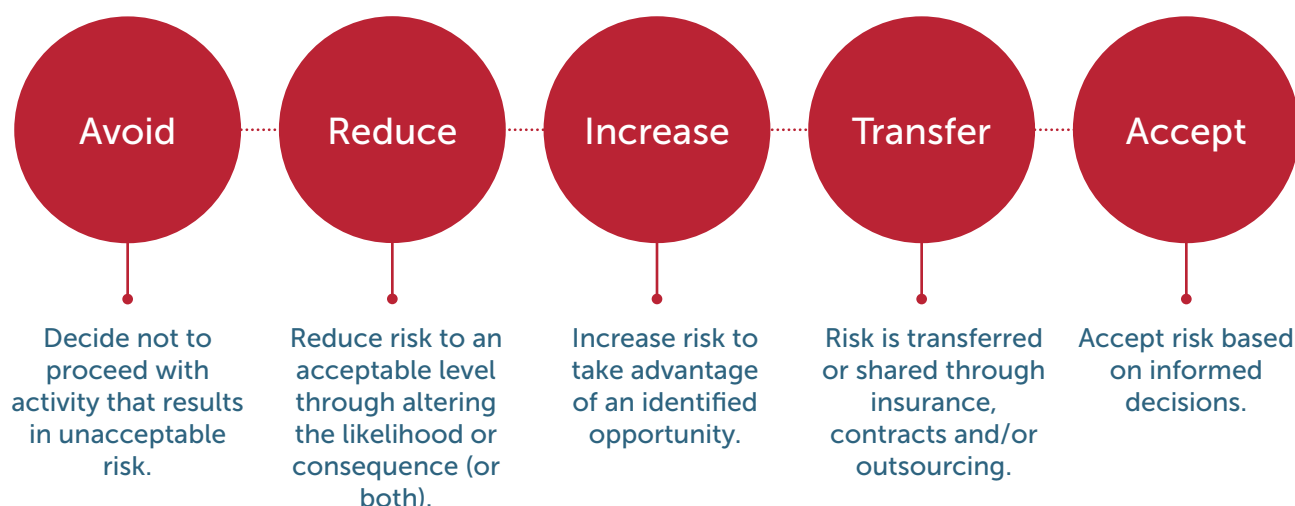 Avoid
Reduce
Increase
Transfer
Accept
Decide not to
proceed with
activity that results
in unacceptable
risk.
Reduce risk to an
acceptable level
through altering
the likelihood or
consequence (or
both).
Increase risk to
take advantage
of an identified
opportunity.
Risk is transferred
or shared through
insurance,
contracts and/or
outsourcing.
Accept risk based
on informed
decisions.